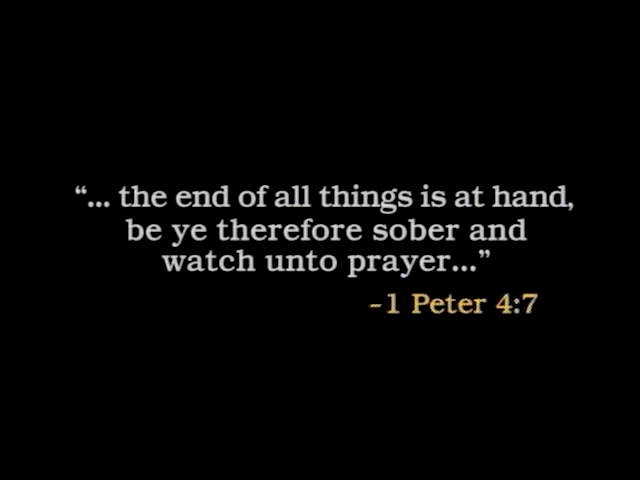 “... the end of all things is at hand,
be ye therefore sober and
watch unto prayer...”
–1 Peter 4:7